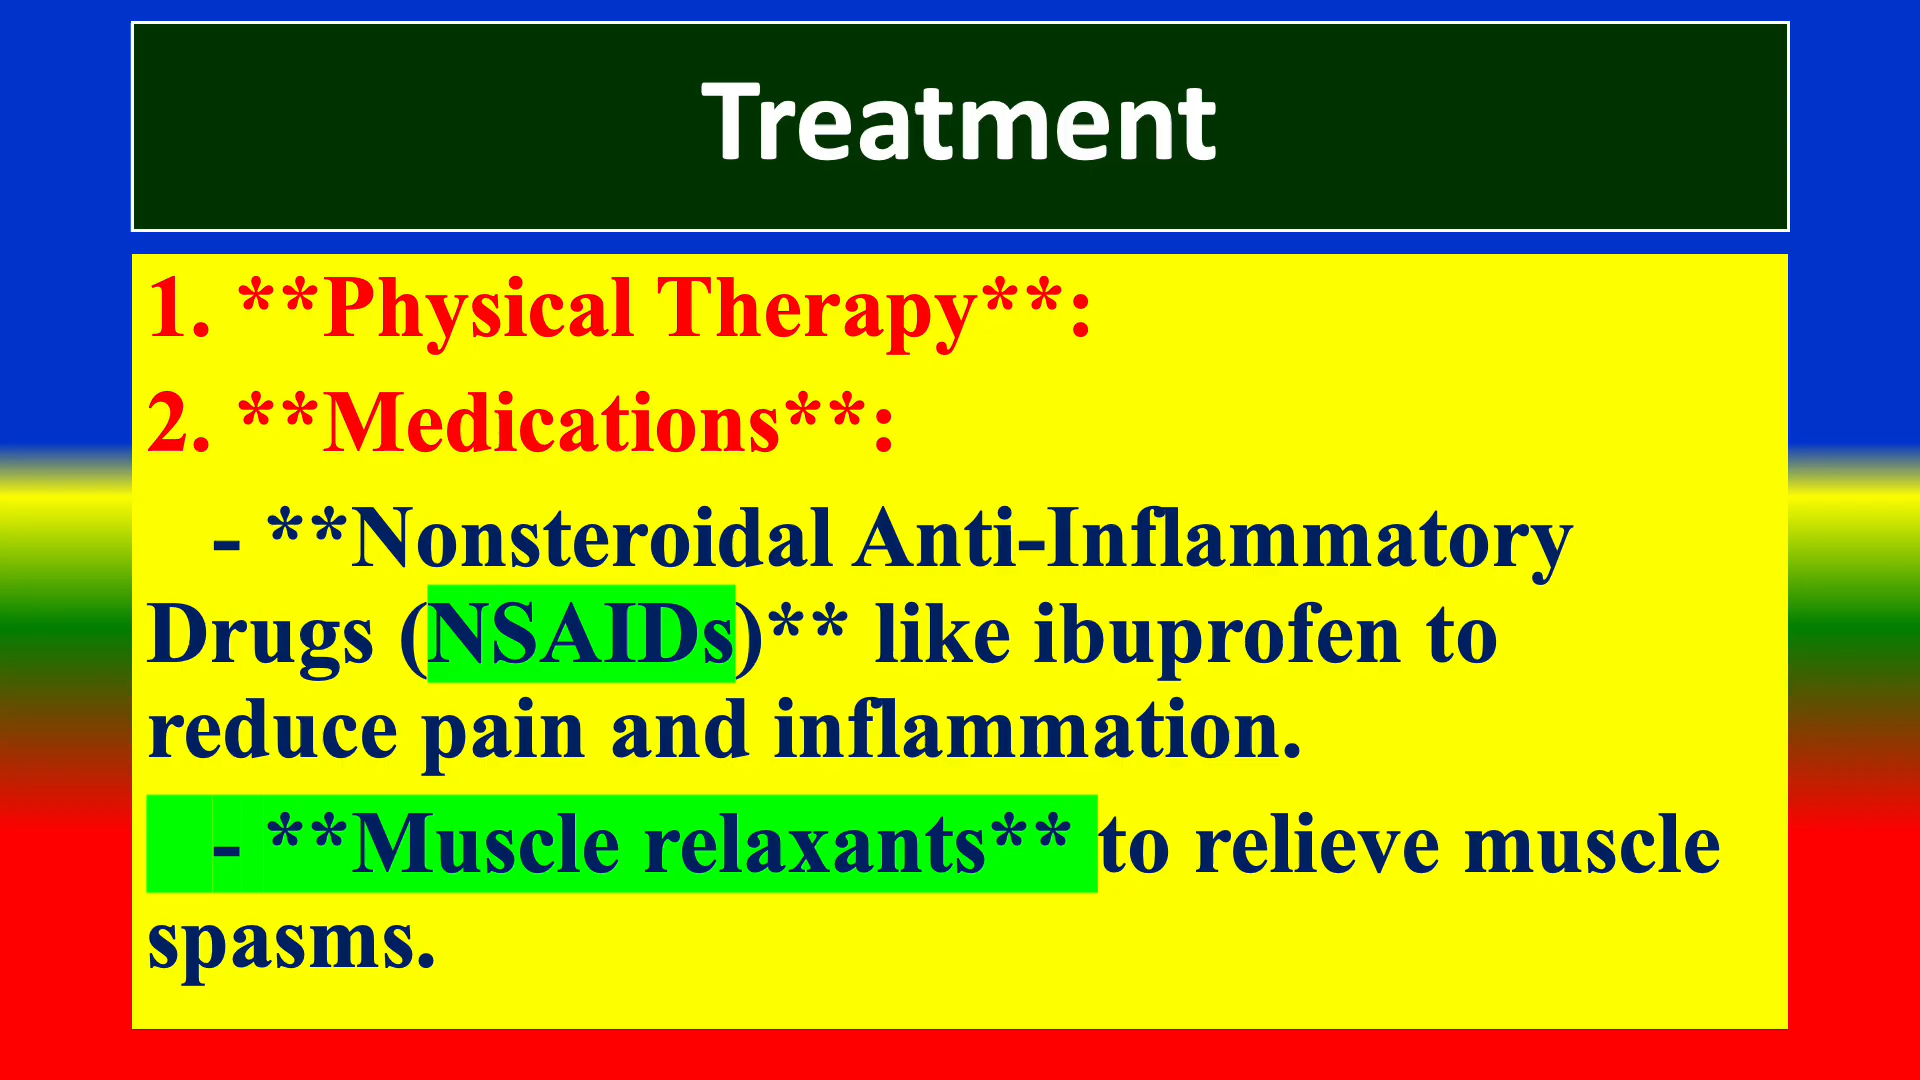 Treatment
1. **Physical Therapy**:
2. **Medications**:
- **Nonsteroidal Anti-Inflammatory
Drugs (NSAIDs)** like ibuprofen to
reduce pain and inflammation.
- **Muscle relaxants** to relieve muscle
spasms.